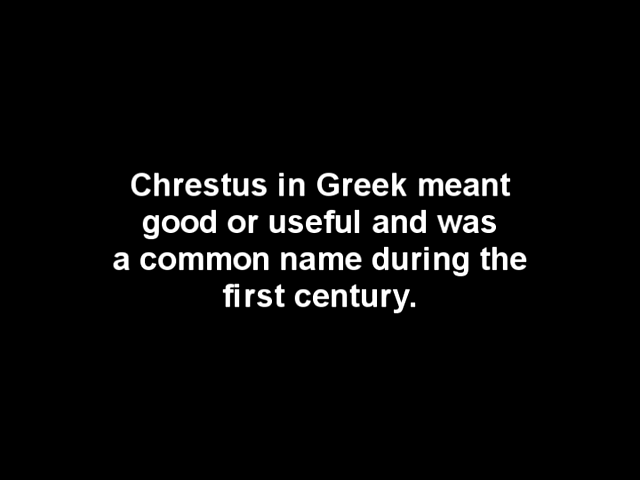 Chrestus in Greek meant
good or useful and was
a common name during the
first century.